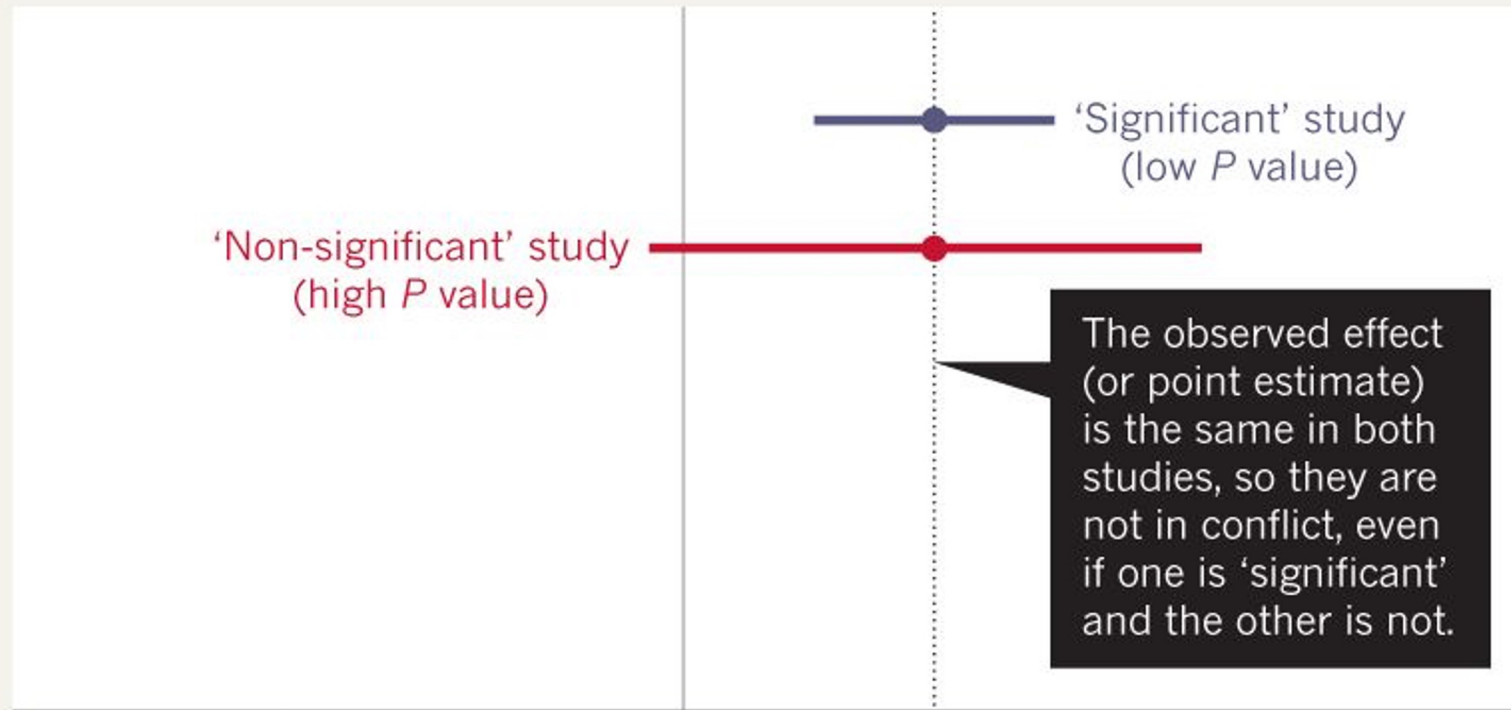 ‘Significant’ study
(low P value)
‘Non-significant’ study
(high P value)
The observed effect
(or point estimate)
is the same in both
studies, so they are
not in conflict, even
if one is ‘significant’
and the other is not.